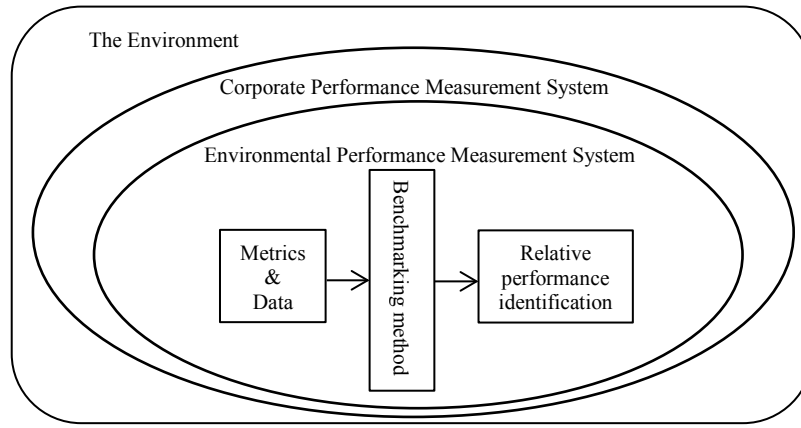 The Environment
Corporate Performance Measurement System
Environmental Performance Measurement System
Metrics
&
Data
Benchmarking method
Relative
performance
identification